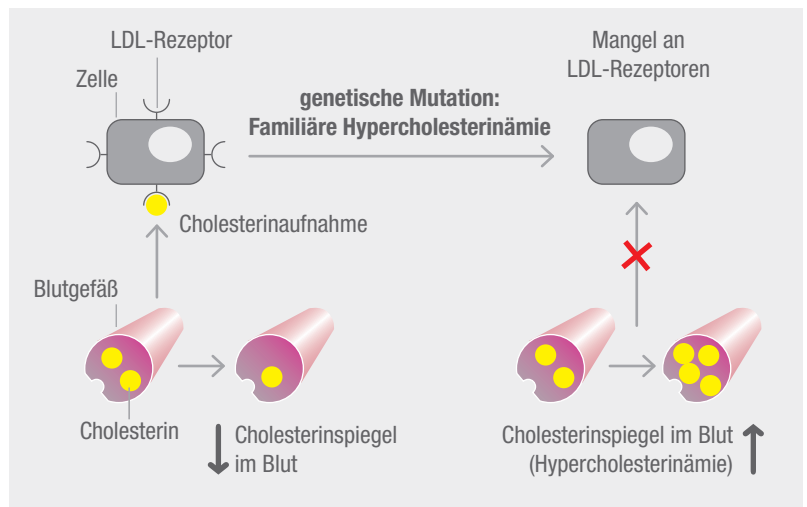 LDL-Rezeptor
Zelle
genetische Mutation:
Familiäre Hypercholesterinämie
Mangel an
LDL-Rezeptoren
Cholesterinaufnahme
Blutgefäß
Cholesterin
Cholesterinspiegel
im Blut
Cholesterinspiegel im Blut
(Hypercholesterinämie)